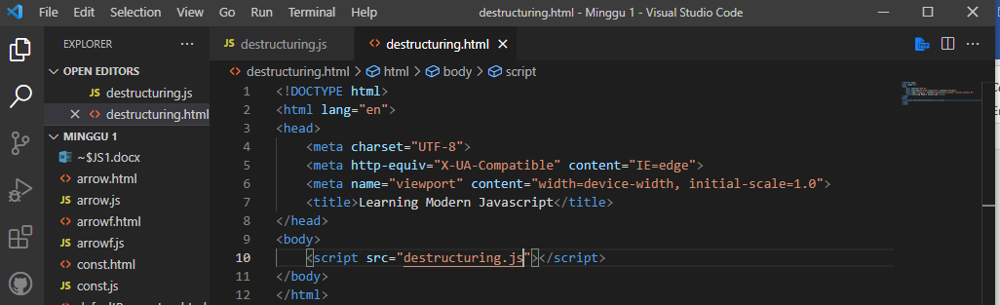 File Edit Selection View Go Run Terminal Help destructuring.html - Minggu 1 - Visual Studio Code
EXPLORER ···
JS destructuring.js <> destructuring.html ×
OPEN EDITORS
JS destructuring.js
× <> destructuring.html
MINGGU 1
~$JS1.docx
<> arrow.html
JS arrow.js
<> arrowf.html
JS arrowf.js
<> const.html
JS const.js
<> destructuring.html > html > body > script
1 <!DOCTYPE html>
2 <html lang="en">
3 <head>
4 <meta charset="UTF-8">
5 <meta http-equiv="X-UA-Compatible" content="IE=edge">
6 <meta name="viewport" content="width=device-width, initial-scale=1.0">
7 <title>Learning Modern Javascript</title>
8 </head>
9 <body>
10 <script src="destructuring.js"></script>
11 </body>
12 </html>